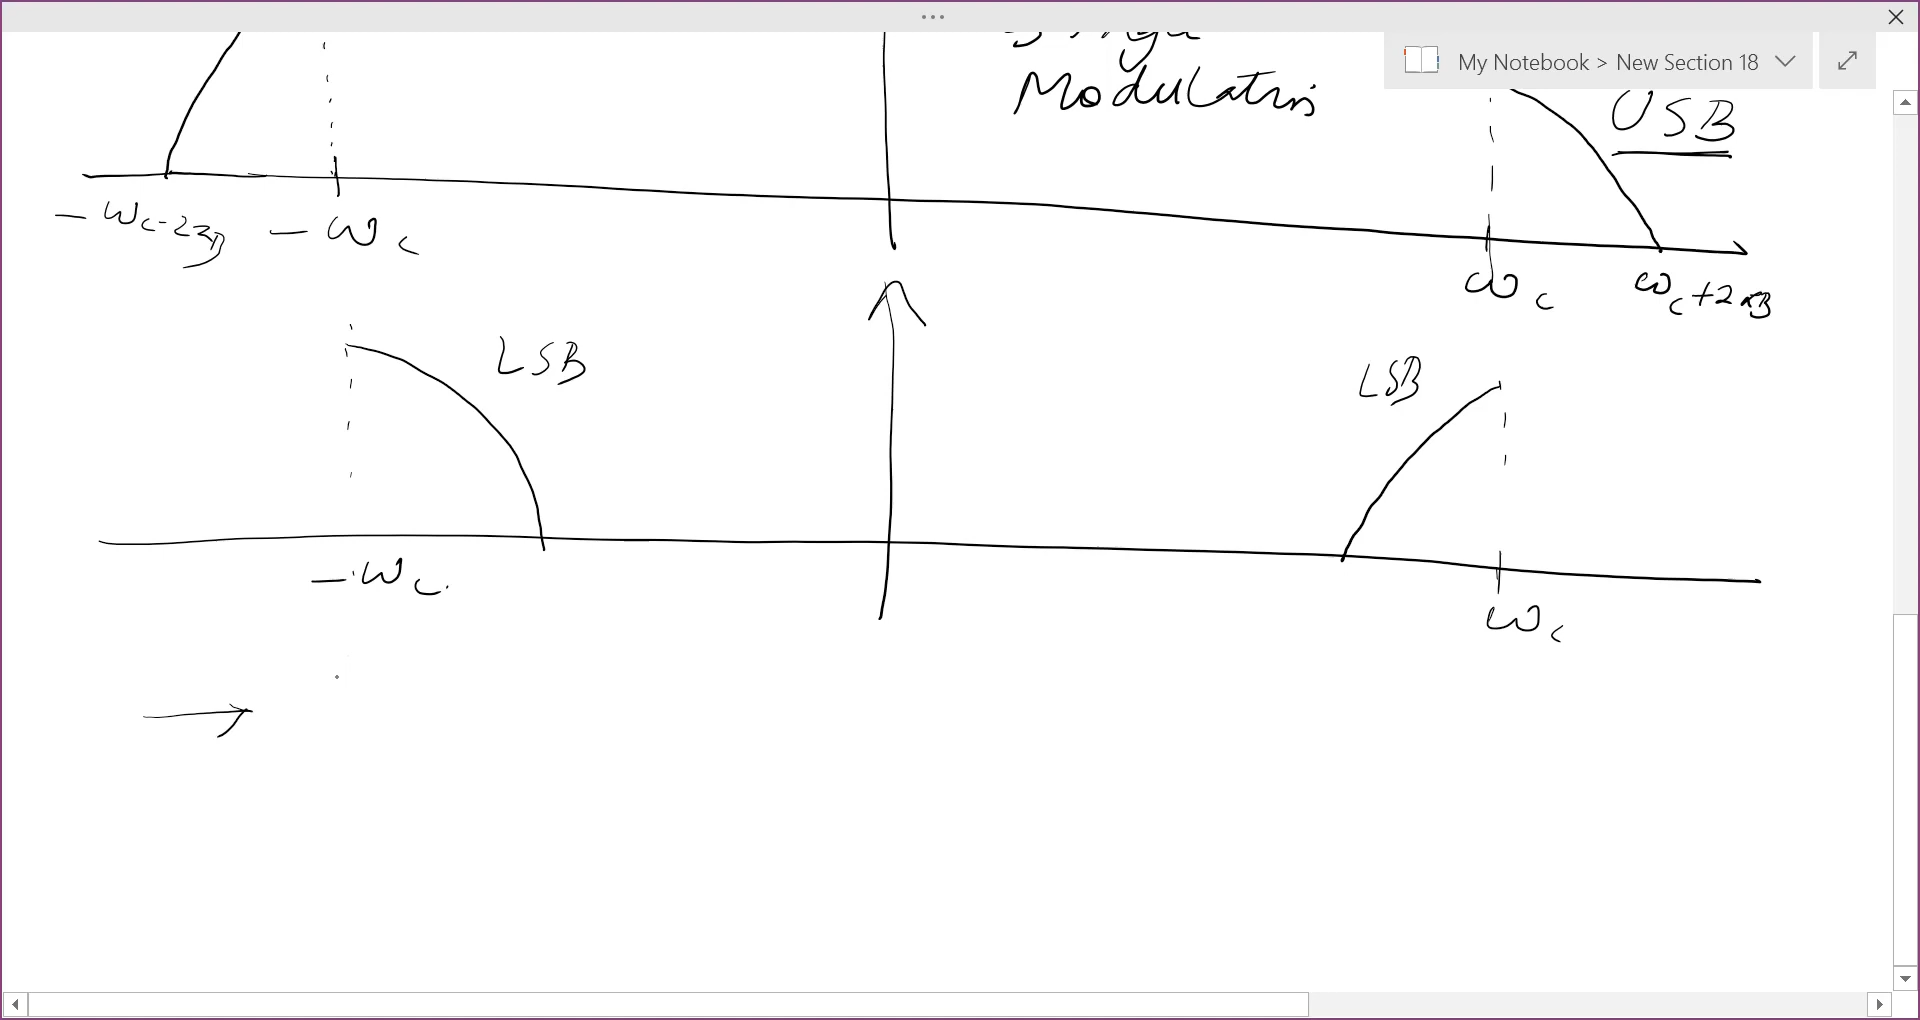 My Notebook > New Section 18
Modulation
USB
- ωc-2πB
- ωc
ωc
ωc+2πB
LSB
LSB
- ωc
ωc